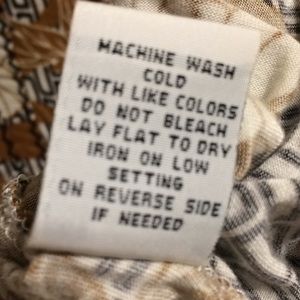 MACHINE WASH
COLD
WITH LIKE COLORS
DO NOT BLEACH
LAY FLAT TO DRY
IRON ON LOW
SETTING
ON REVERSE SIDE
IF NEEDED